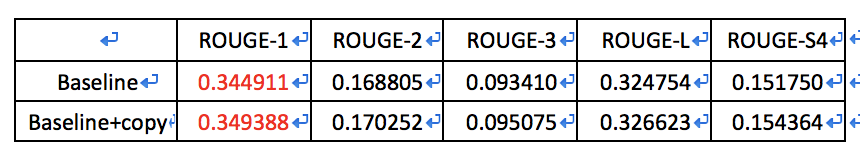 ROUGE-1 ROUGE-2 ROUGE-3 ROUGE-L ROUGE-S4
Baseline 0.344911 0.168805 0.093410 0.324754 0.151750
Baseline+copy 0.349388 0.170252 0.095075 0.326623 0.154364